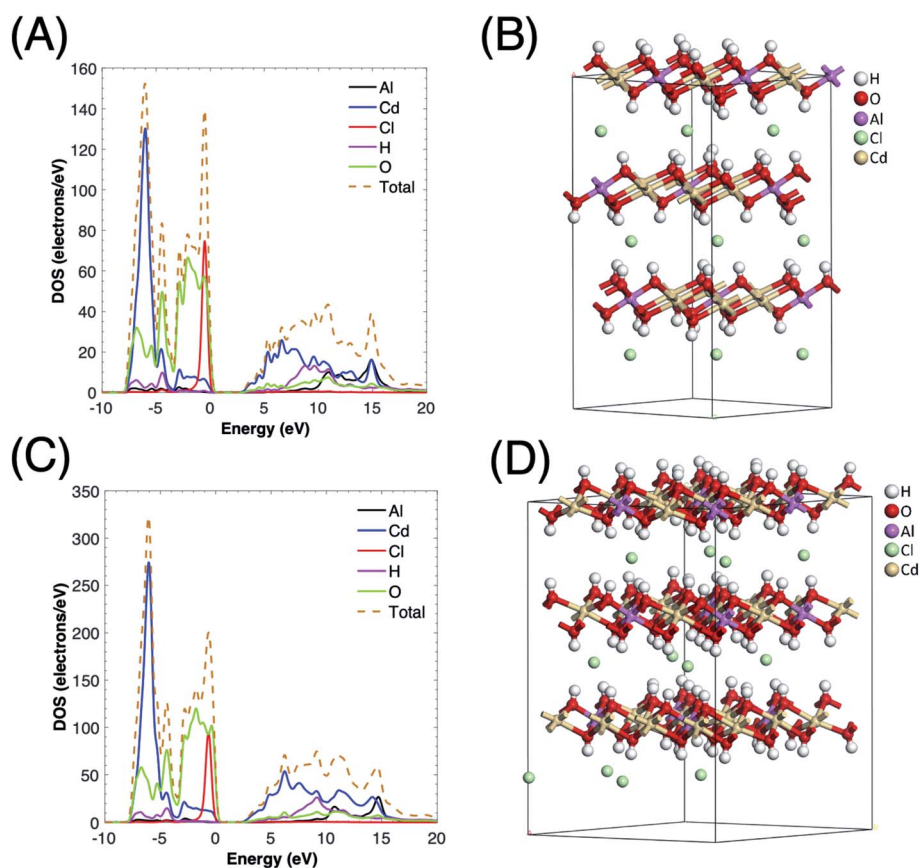 (A)
160
140
120
100
80
60
40
20
0
DOS (electrons/eV)
-10 -5 0 5 10 15 20
Energy (eV)
Al
Cd
Cl
H
O
Total
(B)
H
O
Al
Cl
Cd
(C)
350
300
250
200
150
100
50
0
DOS (electrons/eV)
-10 -5 0 5 10 15 20
Energy (eV)
Al
Cd
Cl
H
O
Total
(D)
H
O
Al
Cl
Cd